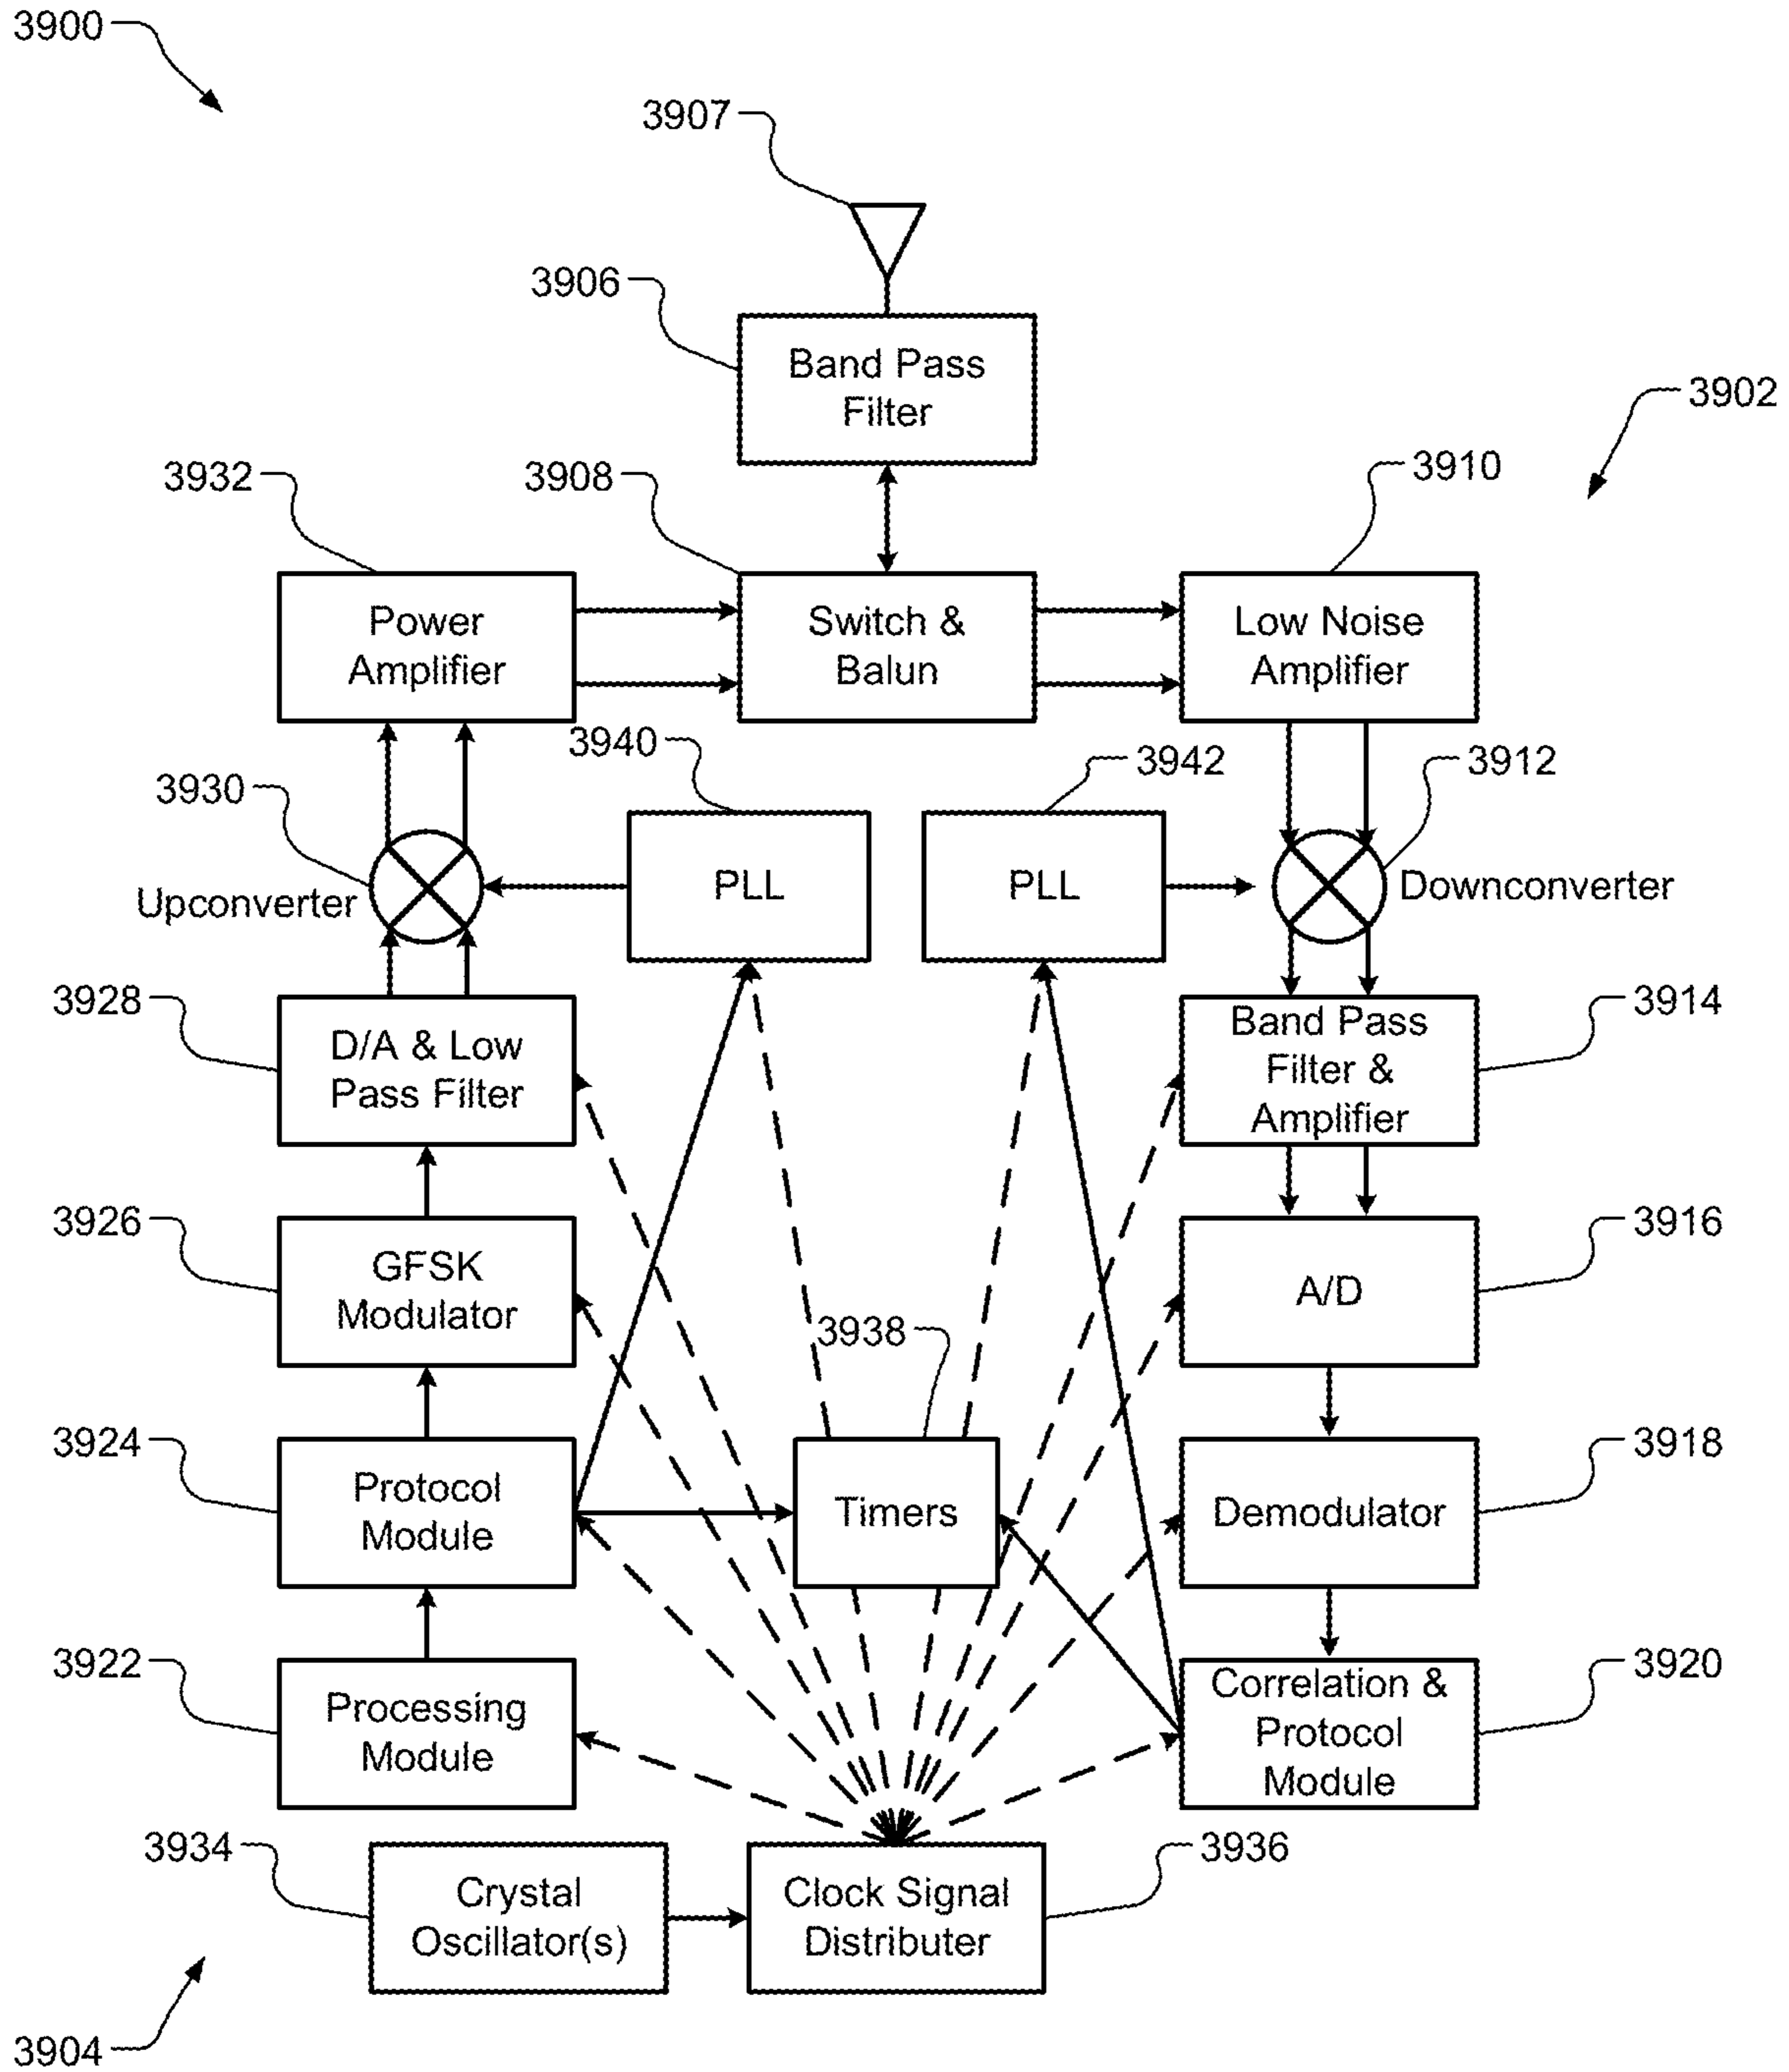 3900
3907
3906
Band Pass
Filter
3902
3932
3908
3910
Power
Amplifier
Switch &
Balun
Low Noise
Amplifier
3940
3942
3912
3930
Upconverter
PLL
PLL
Downconverter
3928
D/A & Low
Pass Filter
Band Pass
Filter &
Amplifier
3914
3926
GFSK
Modulator
3916
A/D
3938
3924
Protocol
Module
Timers
3918
Demodulator
3922
Processing
Module
3920
Correlation &
Protocol
Module
3934
Crystal
Oscillator(s)
Clock Signal
Distributer
3936
3904